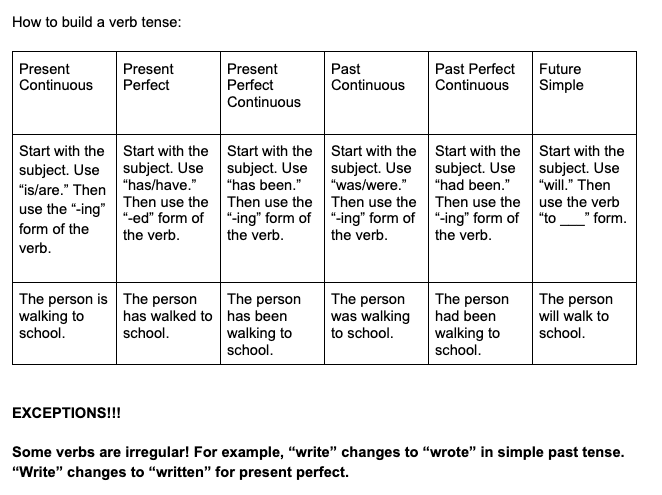 How to build a verb tense:
Present
Continuous
Present
Perfect
Present
Perfect
Continuous
Past
Continuous
Past Perfect
Continuous
Future
Simple
Start with the
subject. Use
“is/are.” Then
use the “-ing”
form of the
verb.
Start with the
subject. Use
“has/have.”
Then use the
“-ed” form of
the verb.
Start with the
subject. Use
“has been.”
Then use the
“-ing” form of
the verb.
Start with the
subject. Use
“was/were.”
Then use the
“-ing” form of
the verb.
Start with the
subject. Use
“had been.”
Then use the
“-ing” form of
the verb.
Start with the
subject. Use
“will.” Then
use the verb
“to ___” form.
The person is
walking to
school.
The person
has walked to
school.
The person
has been
walking to
school.
The person
was walking
to school.
The person
had been
walking to
school.
The person
will walk to
school.
EXCEPTIONS!!!
Some verbs are irregular! For example, “write” changes to “wrote” in simple past tense.
“Write” changes to “written” for present perfect.